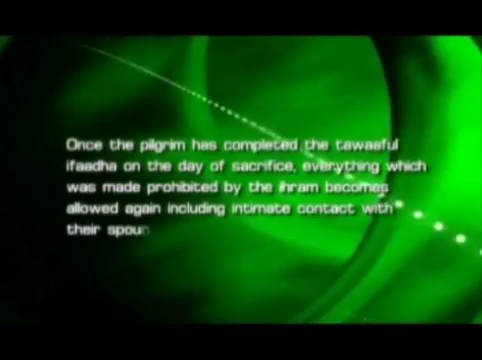 Once the pilgrim has completed the tawaaful
ifaadha on the day of sacrifice, everything which
was made prohibited by the ihram becomes
allowed again including intimate contact with
their spou